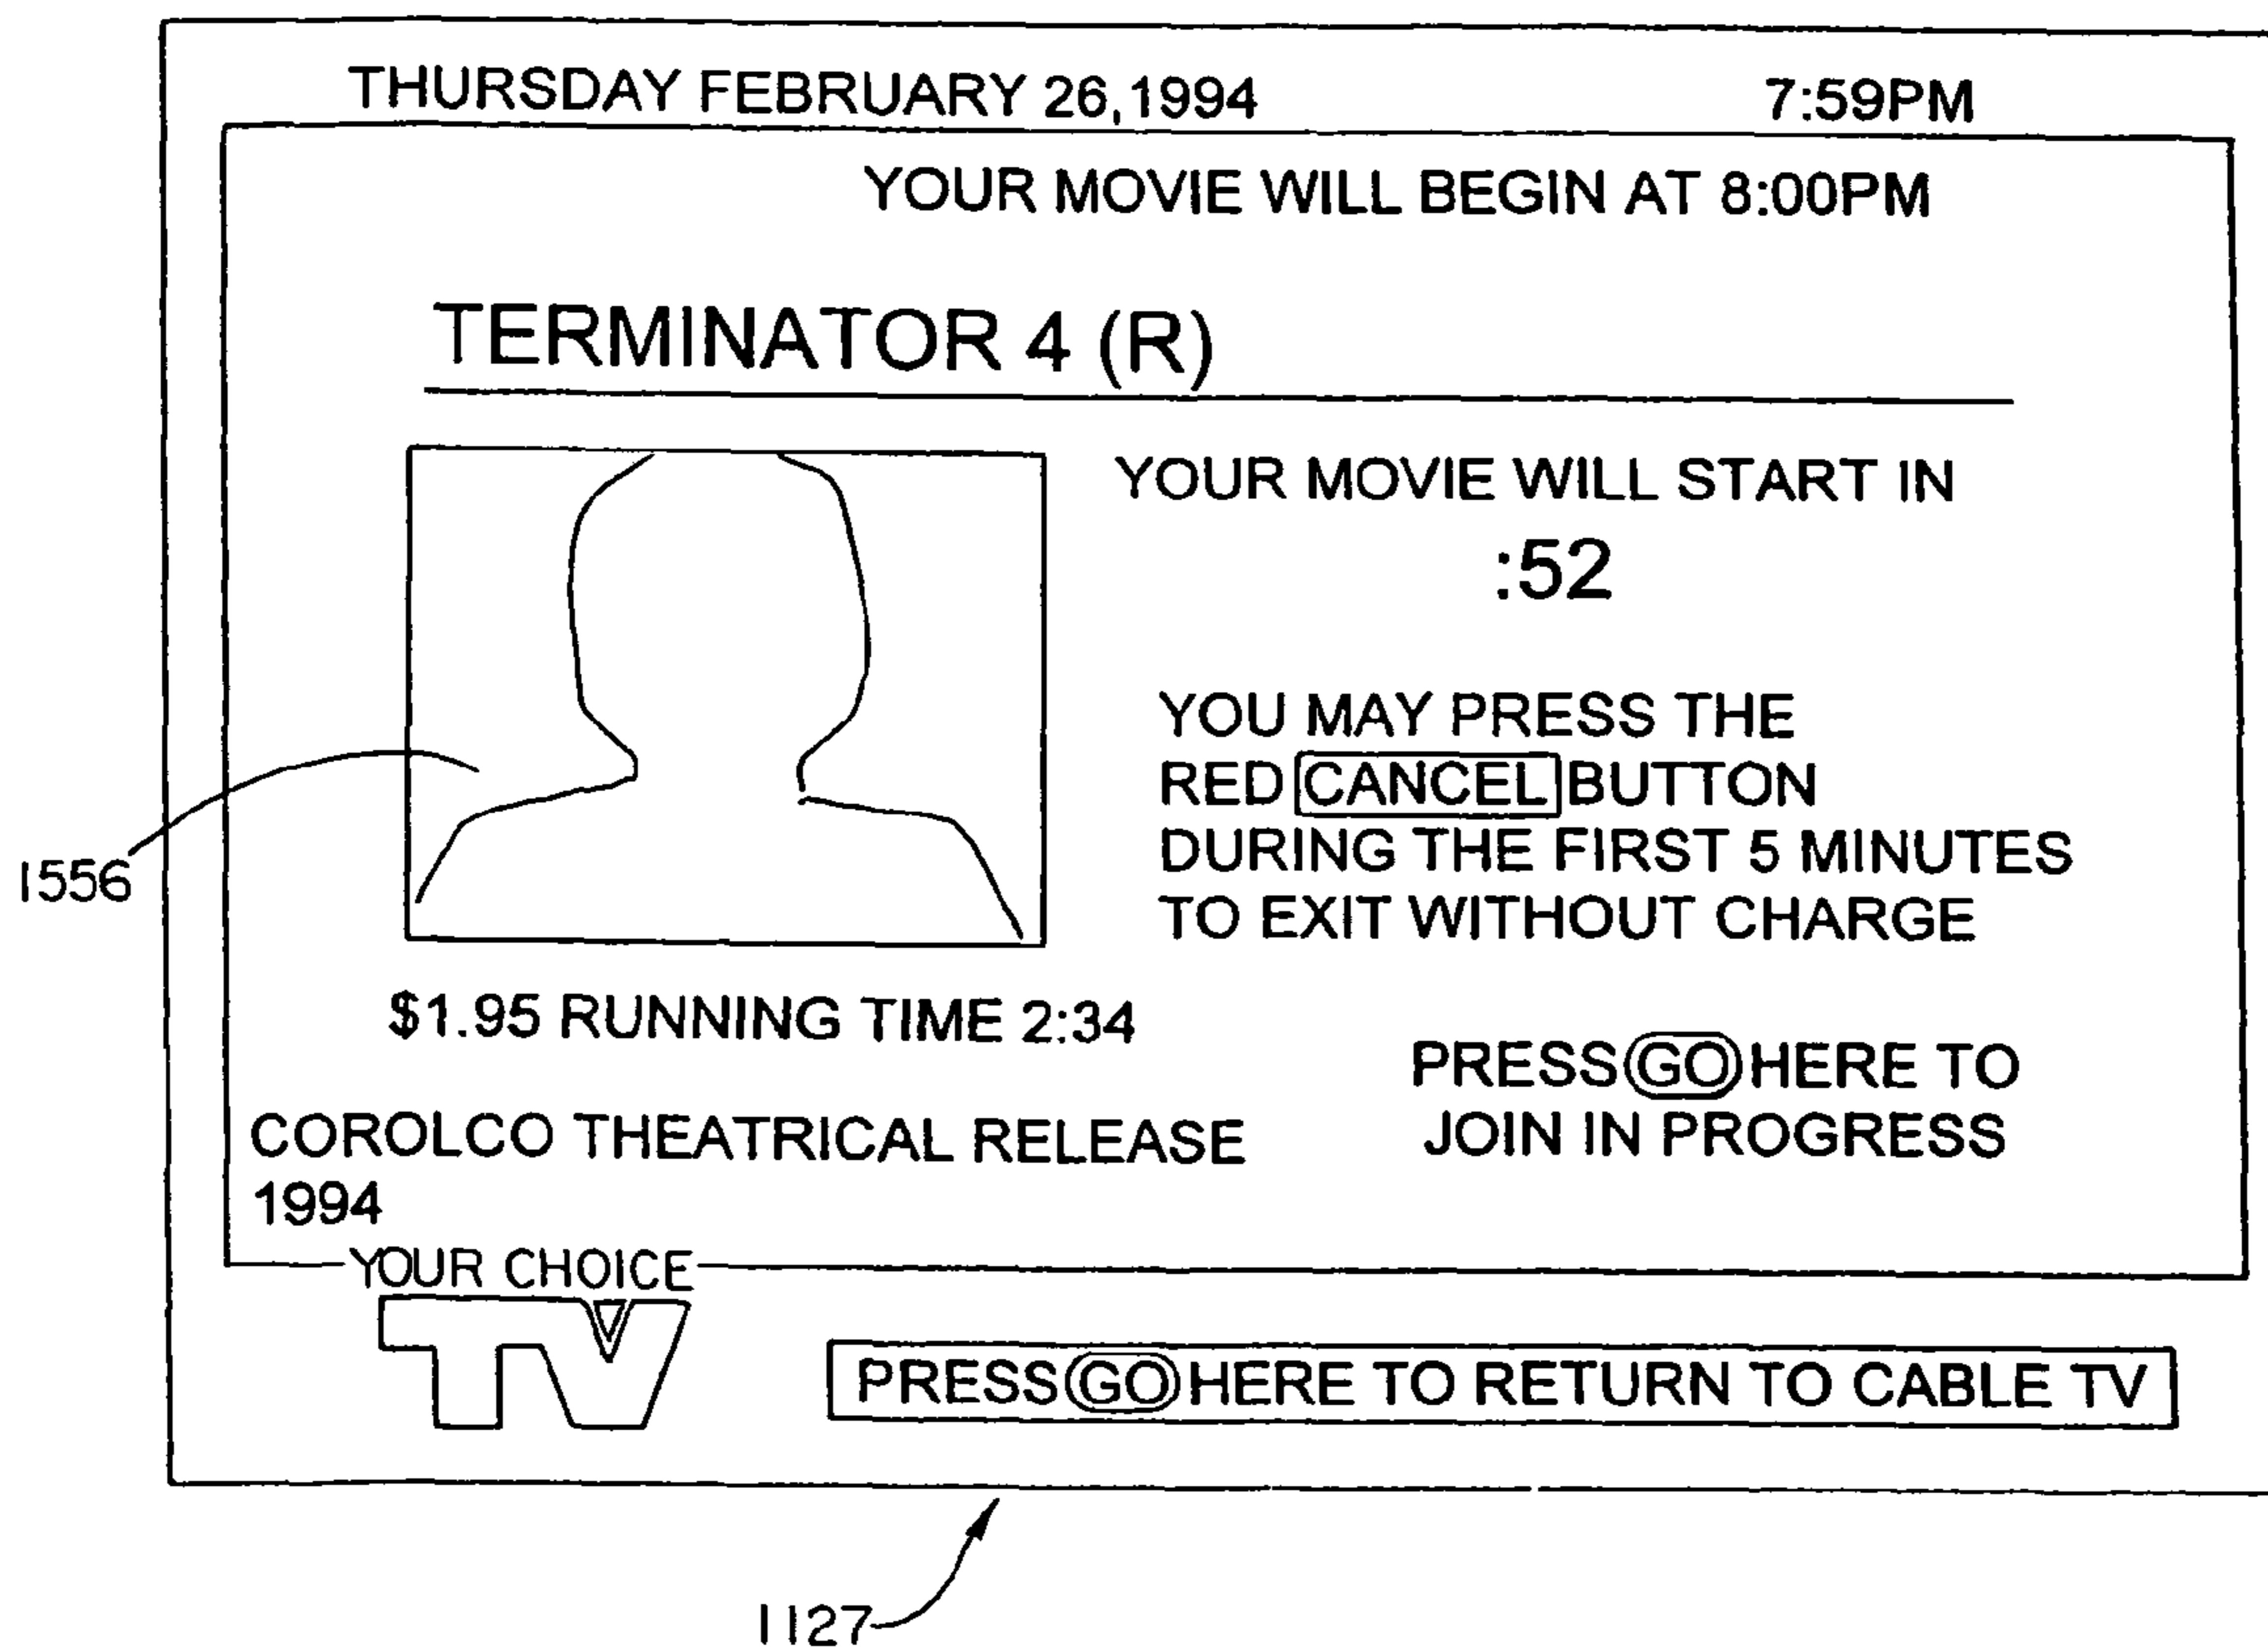 THURSDAY FEBRUARY 26,1994 7:59PM
YOUR MOVIE WILL BEGIN AT 8:00PM
TERMINATOR 4 (R)
YOUR MOVIE WILL START IN
:52
YOU MAY PRESS THE
RED CANCEL BUTTON
DURING THE FIRST 5 MINUTES
TO EXIT WITHOUT CHARGE
1556
$1.95 RUNNING TIME 2:34
PRESS GO HERE TO
JOIN IN PROGRESS
COROLCO THEATRICAL RELEASE
1994
YOUR CHOICE
TV
PRESS GO HERE TO RETURN TO CABLE TV
1127